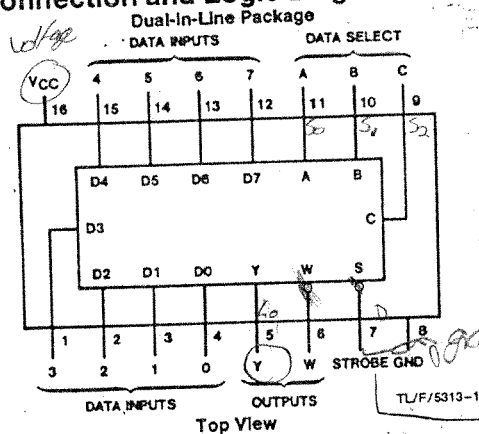 onnection and Logic
Dual-In-Line Package
Voltage
DATA INPUTS DATA SELECT
VCC 4 5 6 7 A B C
16 15 14 13 12 11 10 9
S0 S1 S2
D4 D5 D6 D7 A B
D3 C
D2 D1 D0 Y W S
1 2 3 4 5 6 7 8
3 2 1 0 Y W STROBE GND
DATA INPUTS OUTPUTS
TL/F/5313-1
Top View